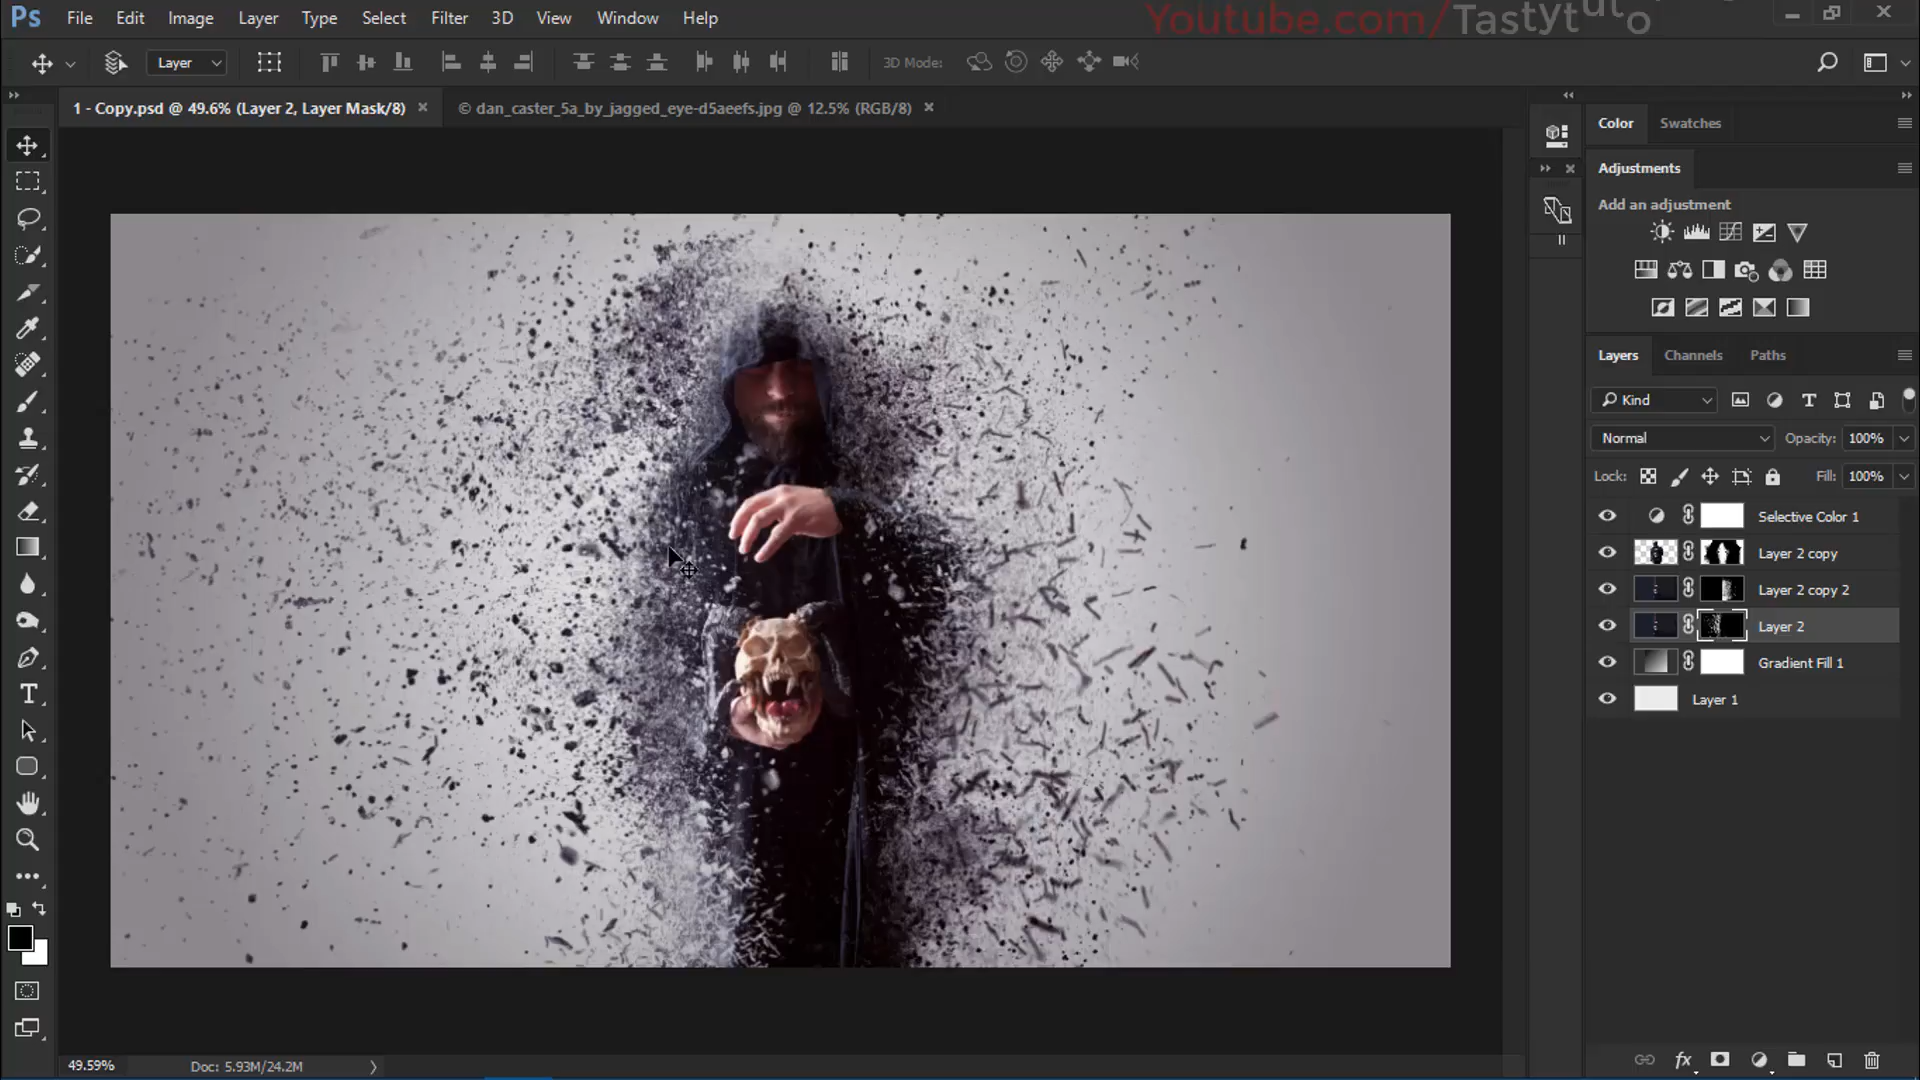 Ps File Edit Image Layer Type Select Filter 3D View Window Help
Youtube.com/Tastytuto
Layer 3D Mode:
1 - Copy.psd @ 49.6% (Layer 2, Layer Mask/8) × © dan_caster_5a_by_jagged_eye-d5aeefs.jpg @ 12.5% (RGB/8) ×
Color Swatches
Adjustments
Add an adjustment
Layers Channels Paths
Kind
Normal Opacity: 100%
Lock: Fill: 100%
Selective Color 1
Layer 2 copy
Layer 2 copy 2
Layer 2
Gradient Fill 1
Layer 1
49.59% Doc: 5.93M/24.2M